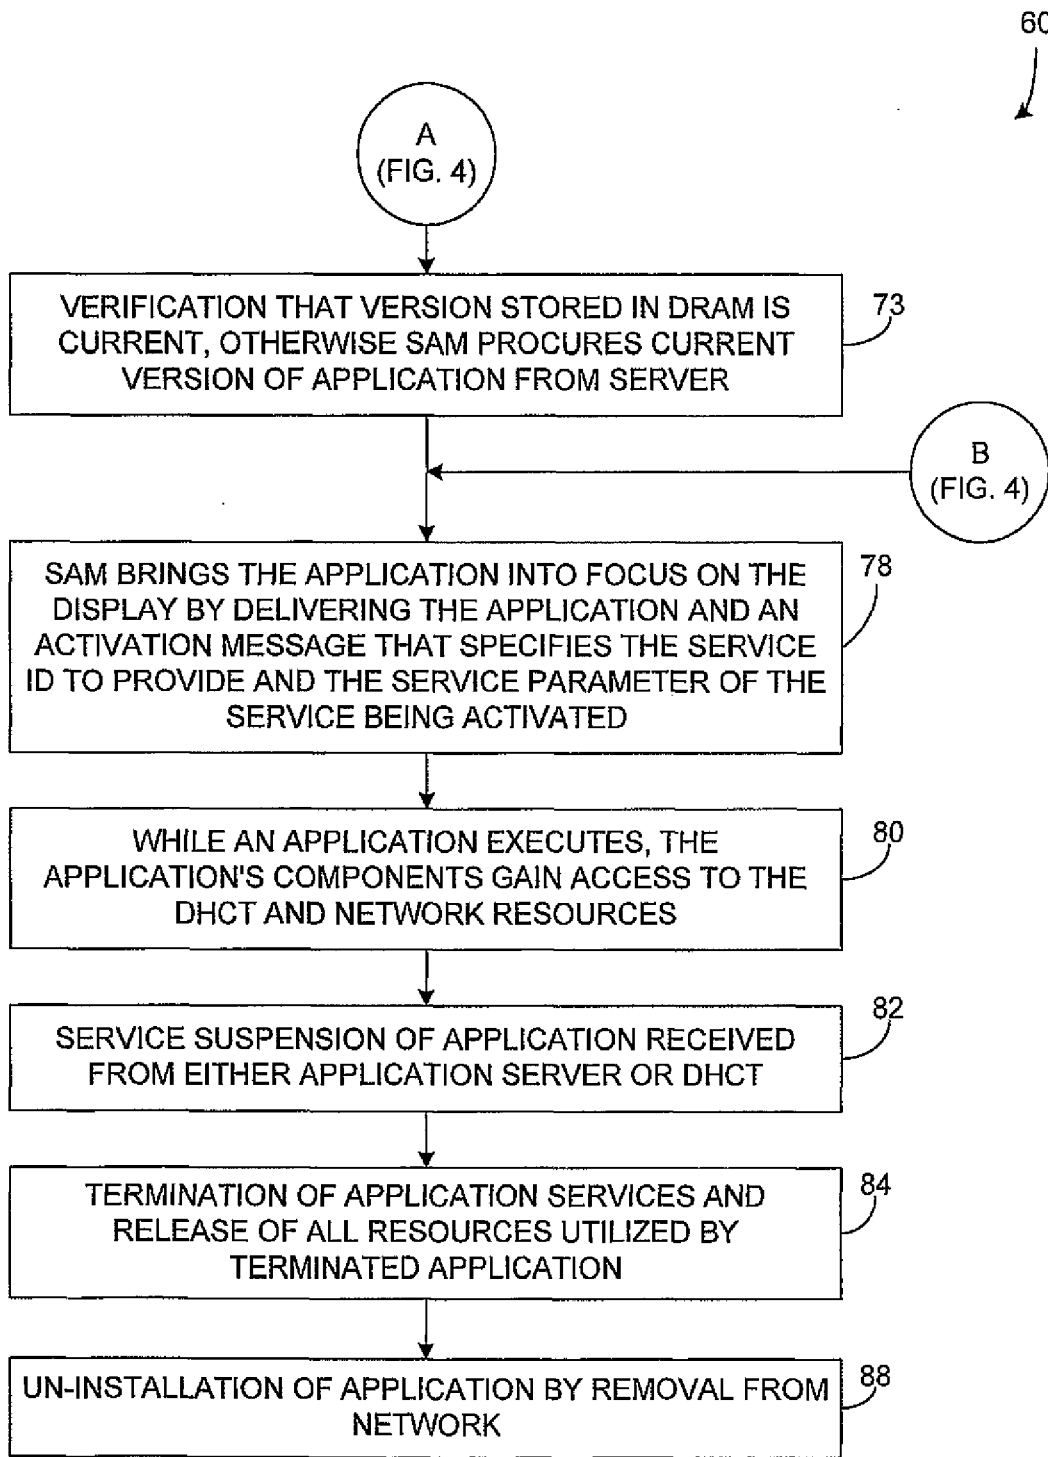 60
A
(FIG. 4)
VERIFICATION THAT VERSION STORED IN DRAM IS
CURRENT, OTHERWISE SAM PROCURES CURRENT
VERSION OF APPLICATION FROM SERVER
73
B
(FIG. 4)
SAM BRINGS THE APPLICATION INTO FOCUS ON THE
DISPLAY BY DELIVERING THE APPLICATION AND AN
ACTIVATION MESSAGE THAT SPECIFIES THE SERVICE
ID TO PROVIDE AND THE SERVICE PARAMETER OF THE
SERVICE BEING ACTIVATED
78
WHILE AN APPLICATION EXECUTES, THE
APPLICATION'S COMPONENTS GAIN ACCESS TO THE
DHCT AND NETWORK RESOURCES
80
SERVICE SUSPENSION OF APPLICATION RECEIVED
FROM EITHER APPLICATION SERVER OR DHCT
82
TERMINATION OF APPLICATION SERVICES AND
RELEASE OF ALL RESOURCES UTILIZED BY
TERMINATED APPLICATION
84
UN-INSTALLATION OF APPLICATION BY REMOVAL FROM
NETWORK
88